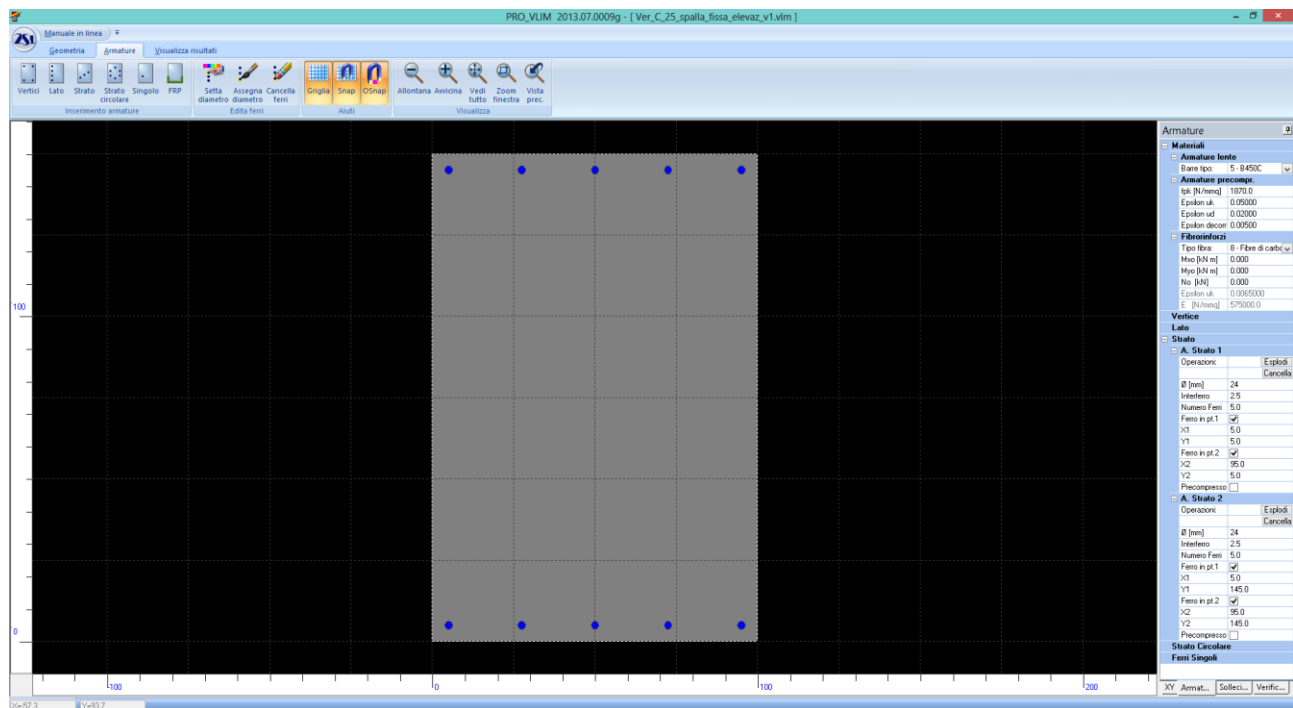 PRO_VLIM 2013.07.0009g - [ Ver_C_25_spalla_fissa_elevaz_v1.vlm ]
2SI
Manuale in linea
Geometria Armature Visualizza risultati
Vertici Lato Strato Strato circolare Singolo FRP
Setta diametro Assegna diametro Cancella ferri
Griglia Snap OSnap
Allontana Avvicina Vedi tutto Zoom finestra Vista prec.
Inserimento armature Edita Ferri Aiuti Visualizza
100
0
-100 0 100 200
Armature
Materiali
Armature lente
Barre tipo: 5 - B450C
Armature precompr.
fpk [N/mmq] 1870.0
Epsilon uk 0.05000
Epsilon ud 0.02000
Epsilon decom 0.00500
Fibrorinforzi
Tipo fibra: 8 - Fibre di carbo
Mxo [kN m] 0.000
Myo [kN m] 0.000
No [kN] 0.000
Epsilon uk 0.0065000
E [N/mmq] 575000.0
Vertice
Lato
Strato
A. Strato 1
Operazioni: Esplodi
Cancella
Ø [mm] 24
Interferro 2.5
Numero Ferri 5.0
Ferro in pt.1
X1 5.0
Y1 5.0
Ferro in pt.2
X2 95.0
Y2 5.0
Precompresso
A. Strato 2
Operazioni: Esplodi
Cancella
Ø [mm] 24
Interferro 2.5
Numero Ferri 5.0
Ferro in pt.1
X1 5.0
Y1 145.0
Ferro in pt.2
X2 95.0
Y2 145.0
Precompresso
Strato Circolare
Ferri Singoli
XY Armat... Solleci... Verific...
X=-67.3 Y=93.7